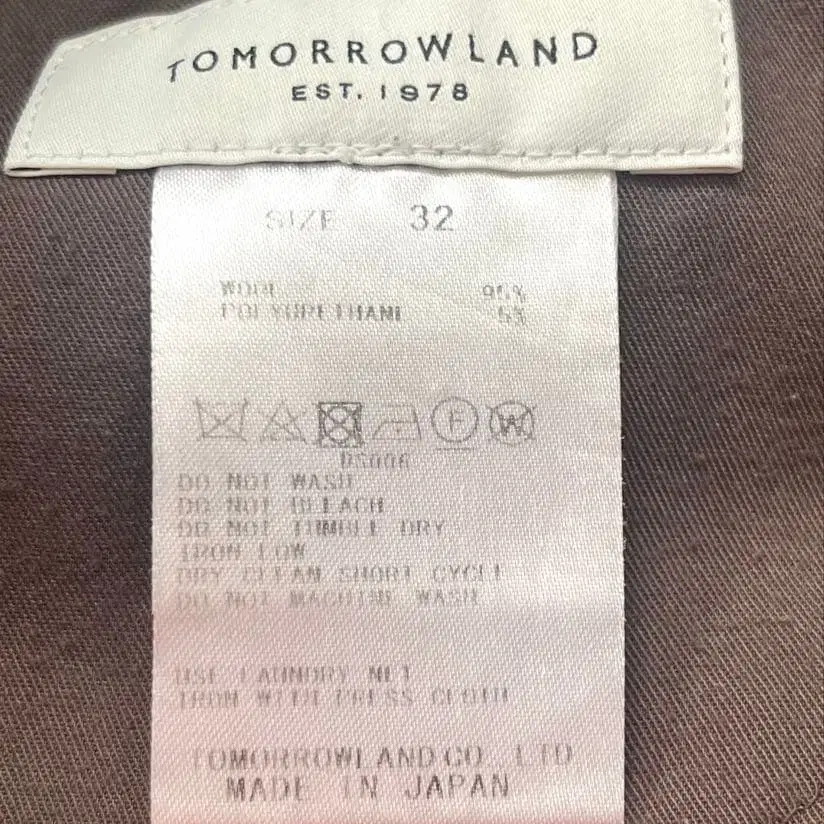 TOMORROWLAND
EST. 1978
SIZE 32
WOOL 95%
POLYURETHANE 5%
F W
DS006
DO NOT WASH
DO NOT BLEACH
DO NOT TUMBLE DRY
IRON LOW
DRY CLEAN SHORT CYCLE
DO NOT MACHINE WASH
USE LAUNDRY NET
IRON WITH PRESS CLOTH
TOMORROWLAND CO., LTD
MADE IN JAPAN